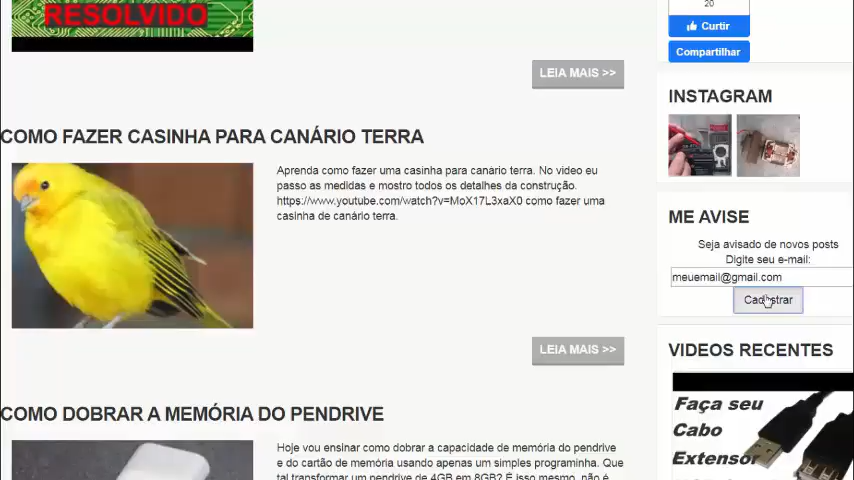 RESOLVIDO
LEIA MAIS >>
COMO FAZER CASINHA PARA CANÁRIO TERRA
Aprenda como fazer uma casinha para canário terra. No video eu
passo as medidas e mostro todos os detalhes da construção.
https://www.youtube.com/watch?v=MoX17L3xaX0 como fazer uma
casinha de canário terra.
LEIA MAIS >>
COMO DOBRAR A MEMÓRIA DO PENDRIVE
Hoje vou ensinar como dobrar a capacidade de memória do pendrive
e do cartão de memória usando apenas um simples programinha. Que
tal transformar um pendrive de 4GB em 8GB? É isso mesmo, não é
20
Curtir
Compartilhar
INSTAGRAM
ME AVISE
Seja avisado de novos posts
Digite seu e-mail:
meuemail@gmail.com
Cadastrar
VIDEOS RECENTES
Faça seu
Cabo
Extensor